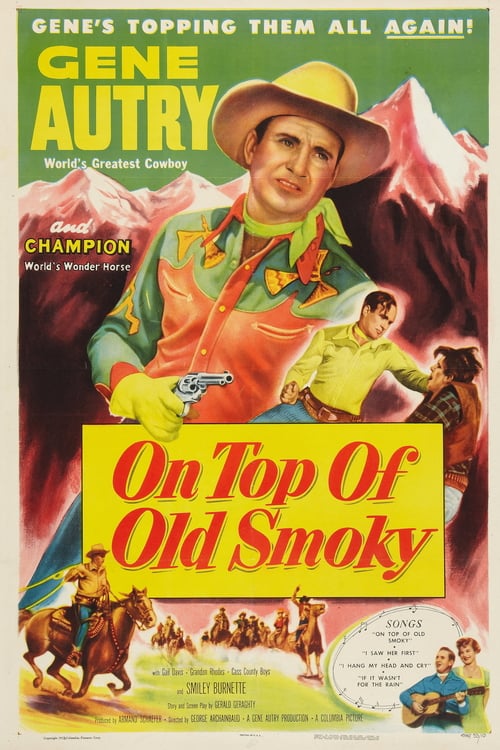 GENE'S TOPPING THEM ALL AGAIN!
GENE
AUTRY
World's Greatest Cowboy
and
CHAMPION
World's Wonder Horse
On Top Of
Old Smoky
with Gail Davis · Grandon Rhodes · Cass County Boys
and SMILEY BURNETTE
Story and Screen Play by GERALD GERAGHTY
Produced by ARMAND SCHAEFER · Directed by GEORGE ARCHAINBAUD · A GENE AUTRY PRODUCTION · A COLUMBIA PICTURE
SONGS
"ON TOP OF OLD
SMOKY"
"I SAW HER FIRST"
"I HANG MY HEAD AND CRY"
"IF IT WASN'T
FOR THE RAIN"